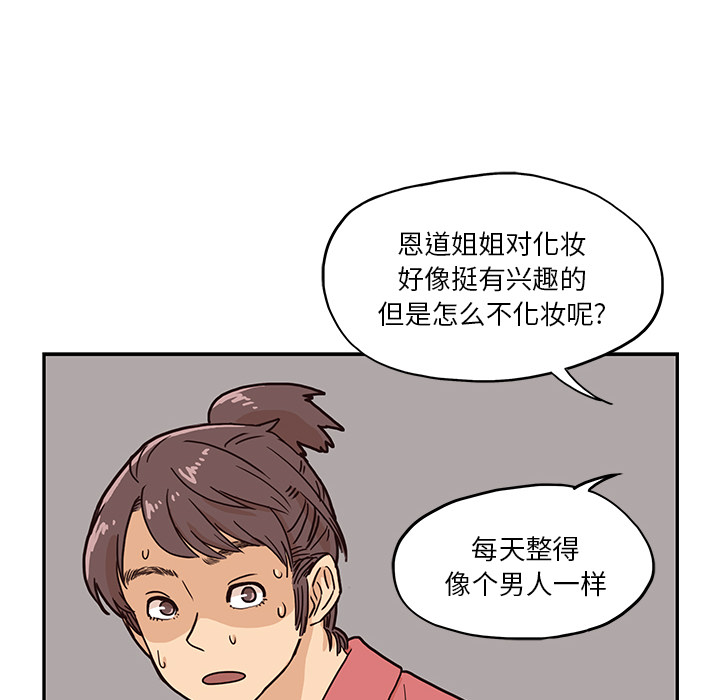 恩道姐姐对化妆
好像挺有兴趣的
但是怎么不化妆呢?
每天整得
像个男人一样